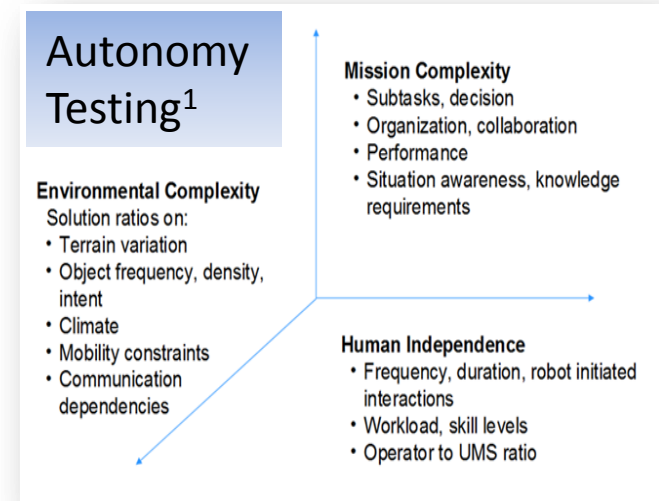 Autonomy
Testing¹
Mission Complexity
• Subtasks, decision
• Organization, collaboration
• Performance
• Situation awareness, knowledge
requirements
Environmental Complexity
Solution ratios on:
• Terrain variation
• Object frequency, density,
intent
• Climate
• Mobility constraints
• Communication
dependencies
Human Independence
• Frequency, duration, robot initiated
interactions
• Workload, skill levels
• Operator to UMS ratio